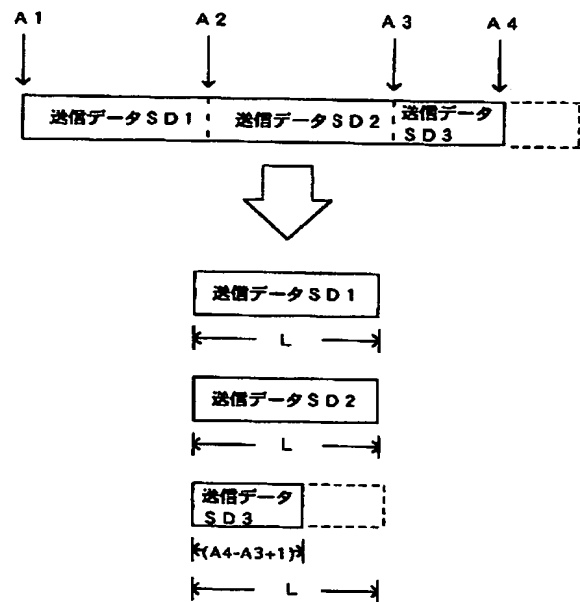 A1 A2 A3 A4
送信データSD1 送信データSD2 送信データ
SD3
送信データSD1
L
送信データSD2
L
送信データ
SD3
(A4-A3+1)
L